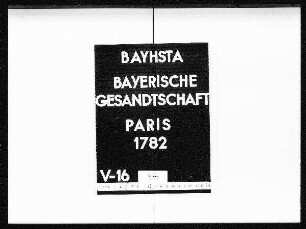 BAYHSTA
BAYERISCHE
GESANDTSCHAFT
PARIS
1782
V-16